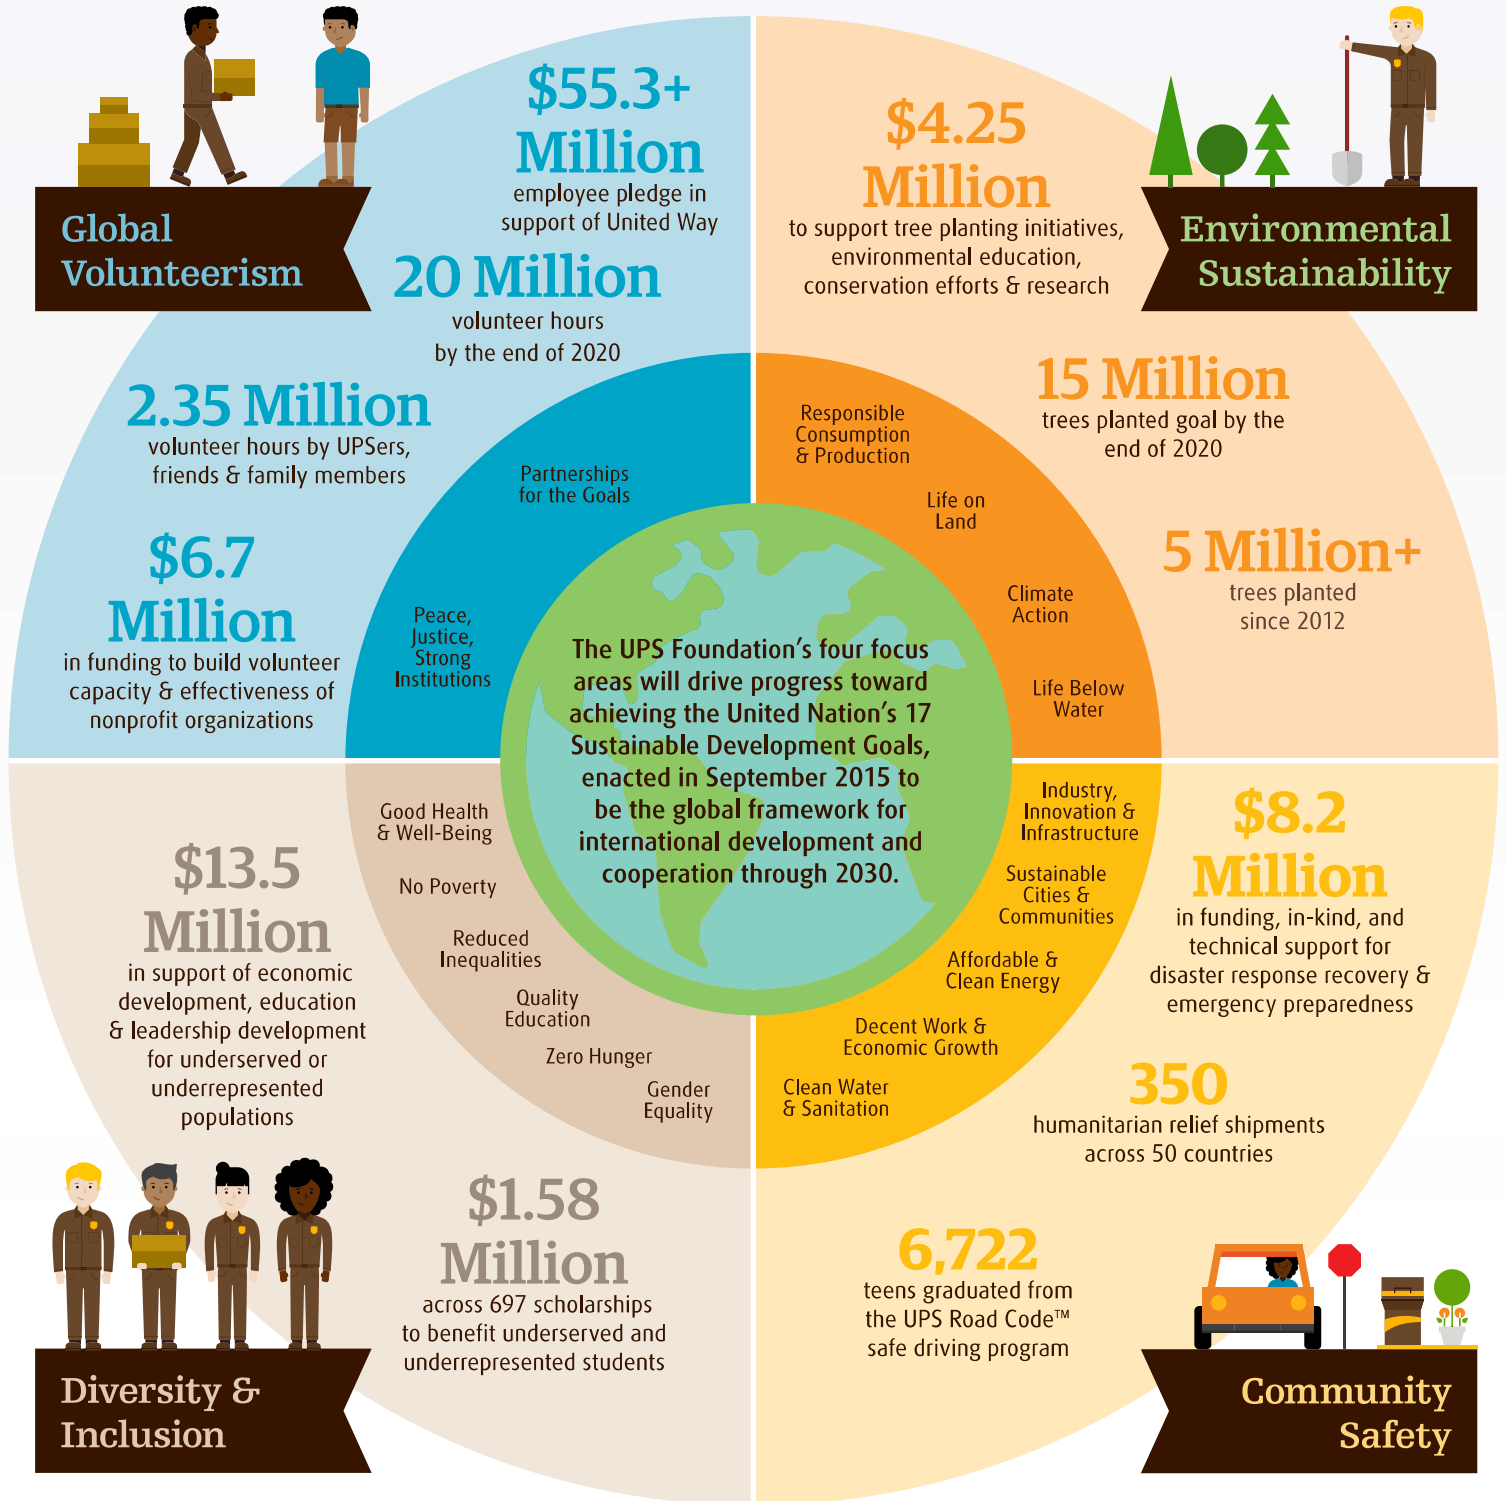 Global
Volunteerism
$55.3+
Million
employee pledge in
support of United Way
20 Million
volunteer hours
by the end of 2020
2.35 Million
volunteer hours by UPSers,
friends & family members
$6.7
Million
in funding to build volunteer
capacity & effectiveness of
nonprofit organizations
Partnerships
for the Goals
Peace,
Justice,
Strong
Institutions
Environmental
Sustainability
$4.25
Million
to support tree planting initiatives,
environmental education,
conservation efforts & research
15 Million
trees planted goal by the
end of 2020
5 Million+
trees planted
since 2012
Responsible
Consumption
& Production
Life on
Land
Climate
Action
Life Below
Water
The UPS Foundation’s four focus
areas will drive progress toward
achieving the United Nation’s 17
Sustainable Development Goals,
enacted in September 2015 to
be the global framework for
international development and
cooperation through 2030.
Good Health
& Well-Being
No Poverty
Reduced
Inequalities
Quality
Education
Zero Hunger
Gender
Equality
$13.5
Million
in support of economic
development, education
& leadership development
for underserved or
underrepresented
populations
$1.58
Million
across 697 scholarships
to benefit underserved and
underrepresented students
Diversity &
Inclusion
Industry,
Innovation &
Infrastructure
Sustainable
Cities &
Communities
Affordable &
Clean Energy
Decent Work &
Economic Growth
Clean Water
& Sanitation
$8.2
Million
in funding, in-kind, and
technical support for
disaster response recovery &
emergency preparedness
350
humanitarian relief shipments
across 50 countries
6,722
teens graduated from
the UPS Road Code™
safe driving program
Community
Safety